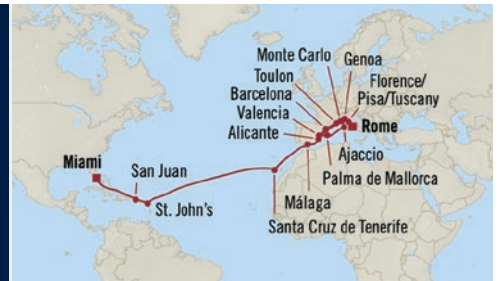 Monte Carlo
Genoa
Toulon
Florence/
Pisa/Tuscany
Barcelona
Valencia
Alicante
Rome
Miami
San Juan
Ajaccio
Palma de Mallorca
St. John's
Málaga
Santa Cruz de Tenerife